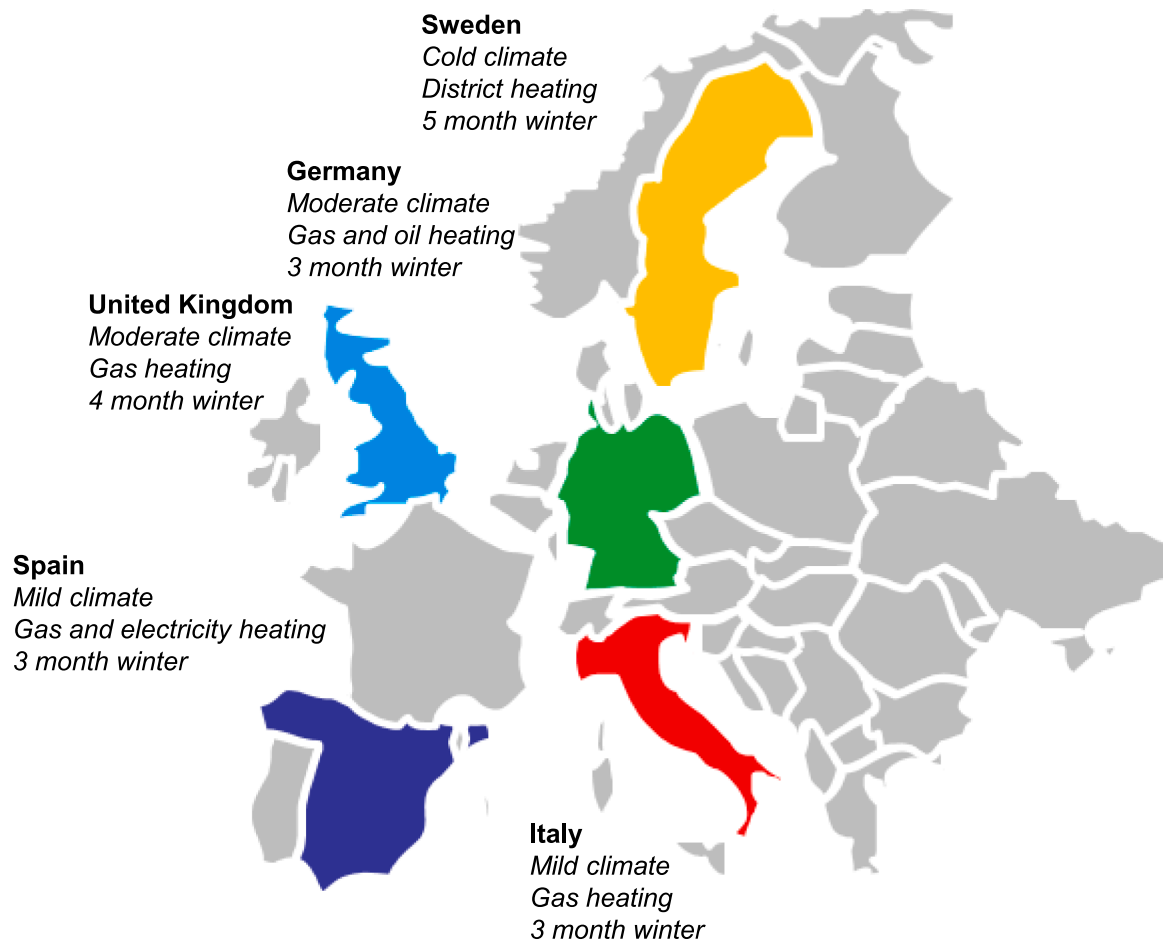 Sweden
Cold climate
District heating
5 month winter
Germany
Moderate climate
Gas and oil heating
3 month winter
United Kingdom
Moderate climate
Gas heating
4 month winter
Spain
Mild climate
Gas and electricity heating
3 month winter
Italy
Mild climate
Gas heating
3 month winter